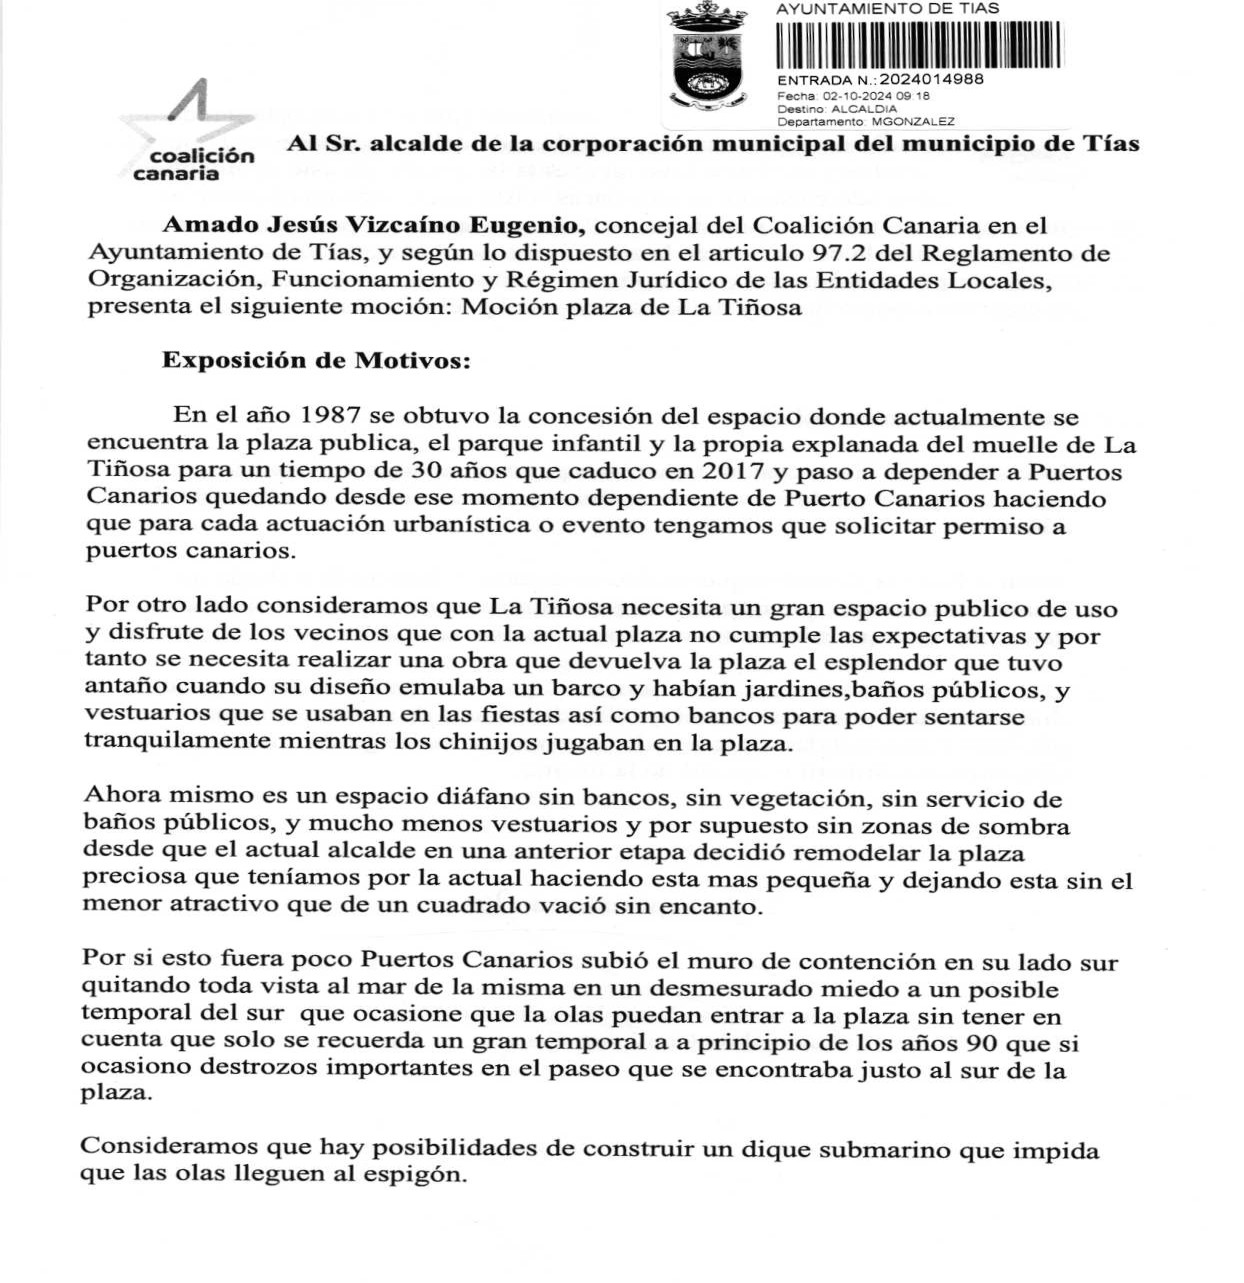 AYUNTAMIENTO DE TIAS
ENTRADA N.:2024014988
Fecha: 02-10-2024 09:18
Destino: ALCALDIA
Departamento: MGONZALEZ
coalición
canaria
Al Sr. alcalde de la corporación municipal del municipio de Tías
Amado Jesús Vizcaíno Eugenio, concejal del Coalición Canaria en el
Ayuntamiento de Tías, y según lo dispuesto en el articulo 97.2 del Reglamento de
Organización, Funcionamiento y Régimen Jurídico de las Entidades Locales,
presenta el siguiente moción: Moción plaza de La Tiñosa
Exposición de Motivos:
En el año 1987 se obtuvo la concesión del espacio donde actualmente se
encuentra la plaza publica, el parque infantil y la propia explanada del muelle de La
Tiñosa para un tiempo de 30 años que caduco en 2017 y paso a depender a Puertos
Canarios quedando desde ese momento dependiente de Puerto Canarios haciendo
que para cada actuación urbanística o evento tengamos que solicitar permiso a
puertos canarios.
Por otro lado consideramos que La Tiñosa necesita un gran espacio publico de uso
y disfrute de los vecinos que con la actual plaza no cumple las expectativas y por
tanto se necesita realizar una obra que devuelva la plaza el esplendor que tuvo
antaño cuando su diseño emulaba un barco y habían jardines,baños públicos, y
vestuarios que se usaban en las fiestas así como bancos para poder sentarse
tranquilamente mientras los chinijos jugaban en la plaza.
Ahora mismo es un espacio diáfano sin bancos, sin vegetación, sin servicio de
baños públicos, y mucho menos vestuarios y por supuesto sin zonas de sombra
desde que el actual alcalde en una anterior etapa decidió remodelar la plaza
preciosa que teníamos por la actual haciendo esta mas pequeña y dejando esta sin el
menor atractivo que de un cuadrado vació sin encanto.
Por si esto fuera poco Puertos Canarios subió el muro de contención en su lado sur
quitando toda vista al mar de la misma en un desmesurado miedo a un posible
temporal del sur  que ocasione que la olas puedan entrar a la plaza sin tener en
cuenta que solo se recuerda un gran temporal a a principio de los años 90 que si
ocasiono destrozos importantes en el paseo que se encontraba justo al sur de la
plaza.
Consideramos que hay posibilidades de construir un dique submarino que impida
que las olas lleguen al espigón.